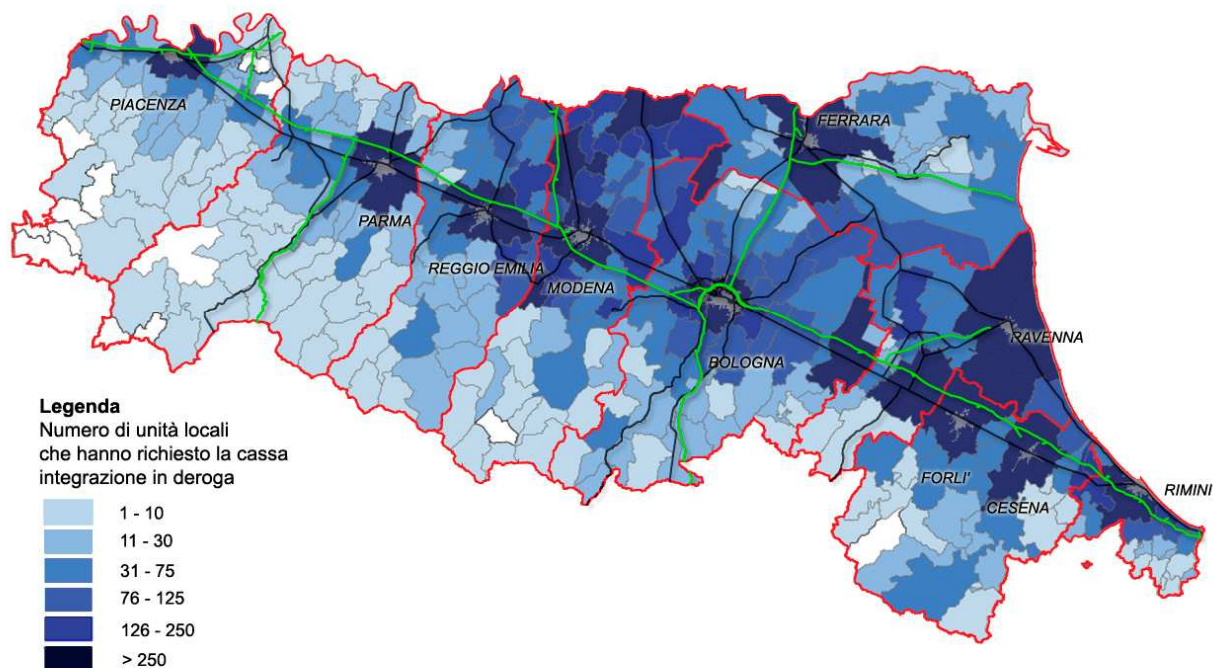 PIACENZA
FERRARA
PARMA
REGGIO EMILIA
MODENA
BOLOGNA
RAVENNA
FORLI'
CESENA
RIMINI
Legenda
Numero di unità locali
che hanno richiesto la cassa
integrazione in deroga
1 - 10
11 - 30
31 - 75
76 - 125
126 - 250
> 250